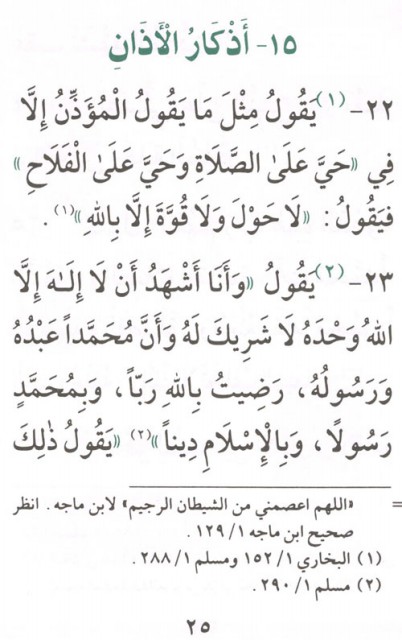 ١٥- أَذْكَارُ الْأَذَانِ
٢٢-(١) يَقُولُ مِثْلَ مَا يَقُولُ الْمُؤَذِّنُ إِلَّا
فِي «حَيَّ عَلَىٰ الصَّلَاةِ وَحَيَّ عَلَىٰ الْفَلَاحِ»
فَيَقُولُ: «لَا حَوْلَ وَلَا قُوَّةَ إِلَّا بِاللهِ»(١).
٢٣-(٢) يَقُولُ «وَأَنَا أَشْهَدُ أَنْ لَا إِلَـٰهَ إِلَّا
اللهُ وَحْدَهُ لَا شَرِيكَ لَهُ وَأَنَّ مُحَمَّداً عَبْدُهُ
وَرَسُولُهُ، رَضِيتُ بِاللهِ رَبّاً، وَبِمُحَمَّدٍ
رَسُولًا، وَبِالْإِسْلَامِ دِيناً»(٢) «يَقُولُ ذٰلِكَ
= «اللهم اعصمني من الشيطان الرجيم» لابن ماجه. انظر
صحيح ابن ماجه ١/ ١٢٩.
(١) البخاري ١/ ١٥٢ ومسلم ١/ ٢٨٨.
(٢) مسلم ١/ ٢٩٠.
٢٥